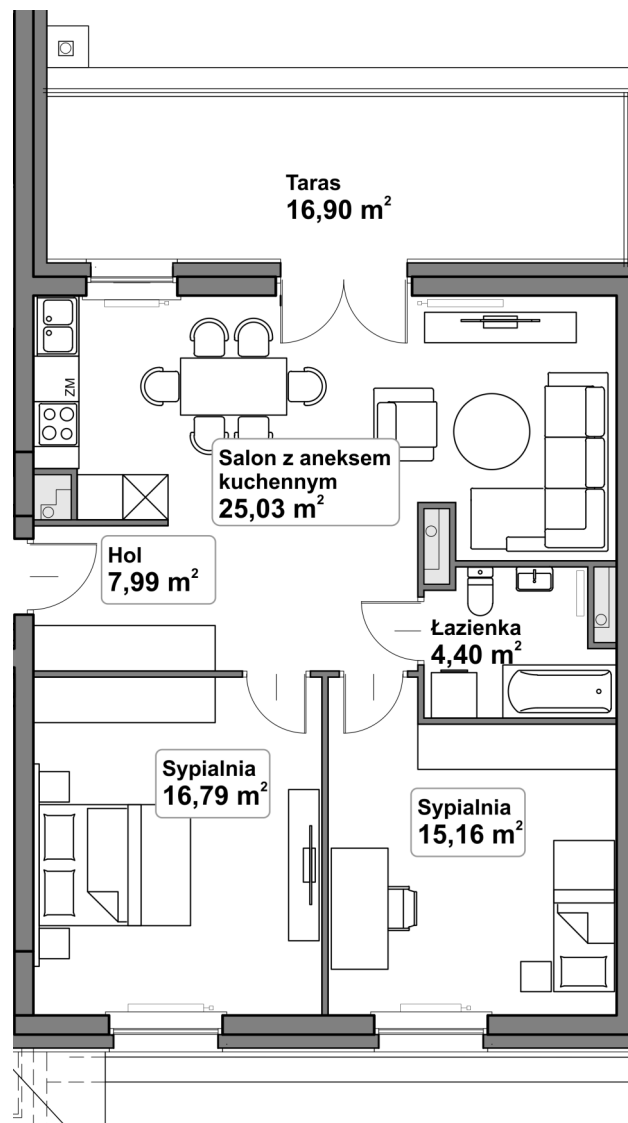 Taras
16,90 m²
ZM
Salon z aneksem
kuchennym
25,03 m²
Hol
7,99 m²
Łazienka
4,40 m²
Sypialnia
16,79 m²
Sypialnia
15,16 m²